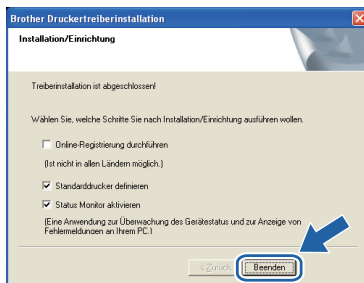 Brother Druckertreiberinstallation
Installation/Einrichtung
Treiberinstallation ist abgeschlossen!
Wählen Sie, welche Schritte Sie nach Installation/Einrichtung ausführen wollen.
Online-Registrierung durchführen
(Ist nicht in allen Ländern möglich.)
Standarddrucker definieren
Status Monitor aktivieren
(Eine Anwendung zur Überwachung des Gerätestatus und zur Anzeige von
Fehlermeldungen an Ihrem PC.)
< Zurück
Beenden